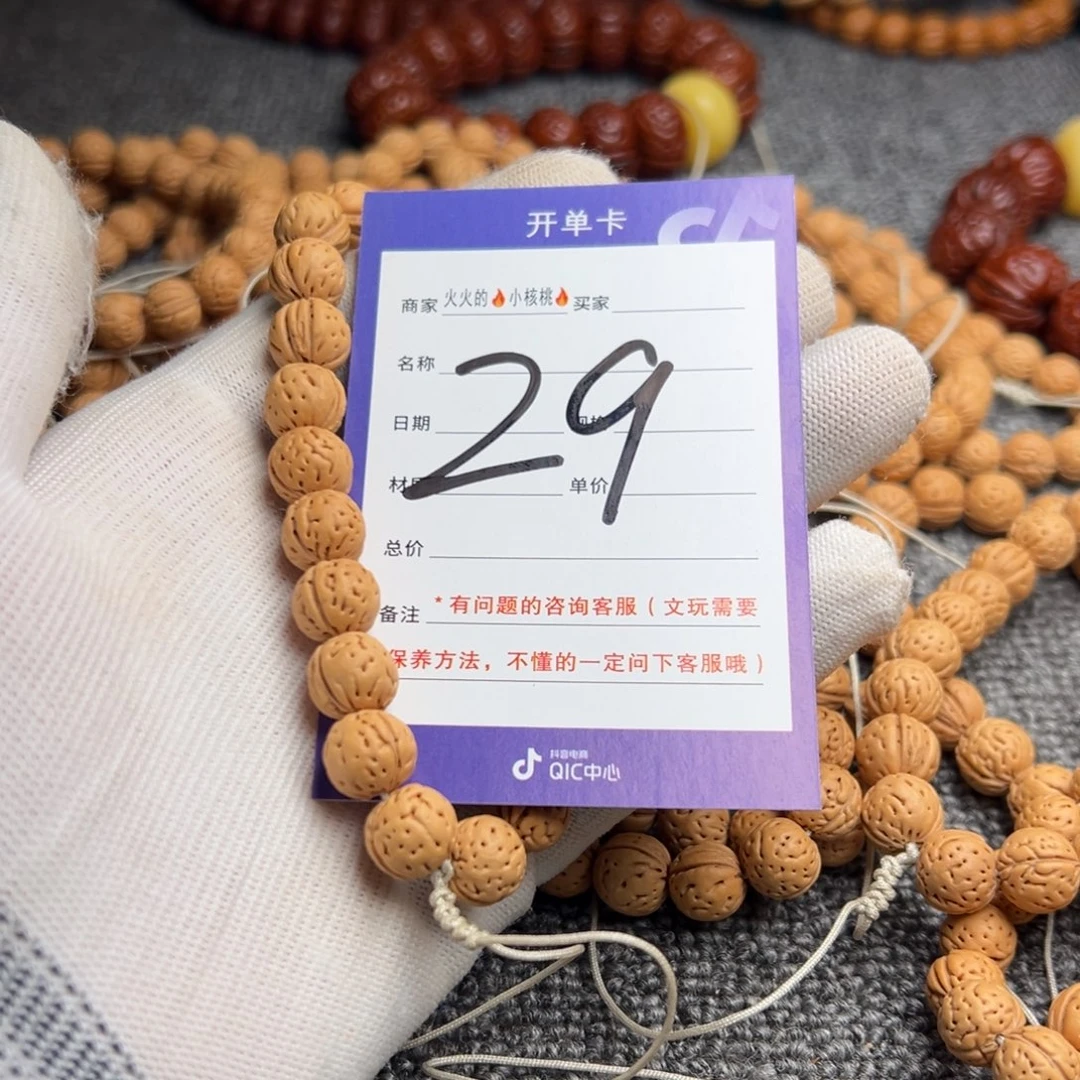 开单卡
商家 火火的🔥小核桃🔥 买家
名称
29
日期
单价
总价
备注 *有问题的咨询客服（文玩需要
保养方法，不懂的一定问下客服哦）
抖音电商
QIC中心